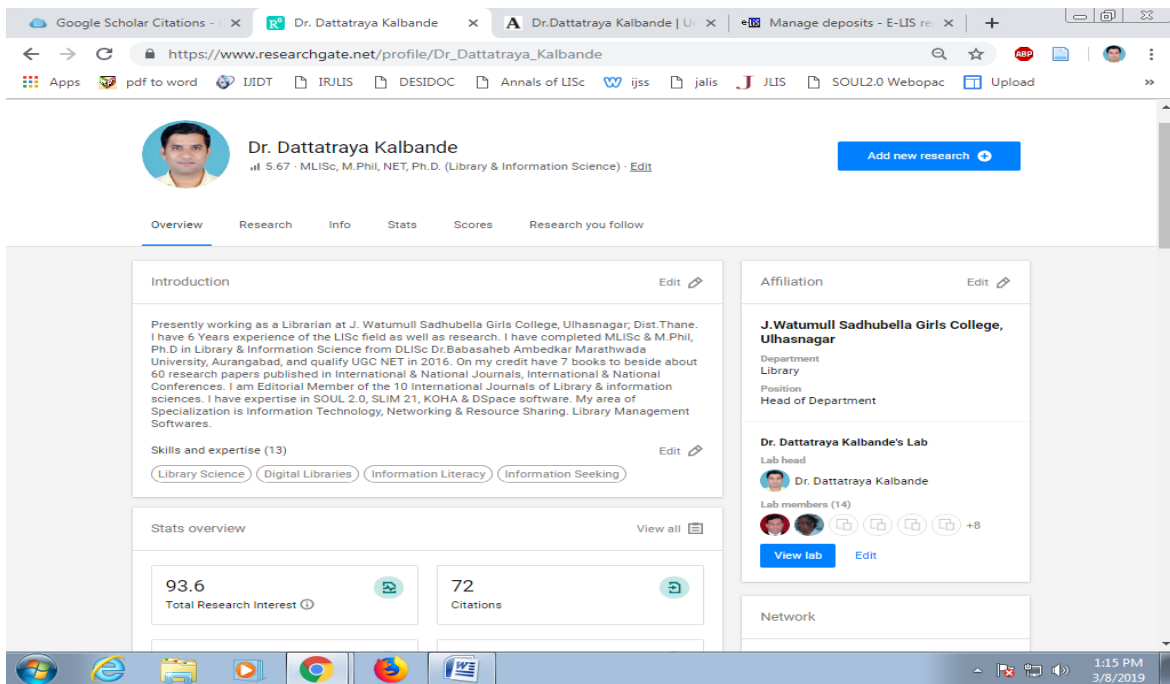 Google Scholar Citations -
Dr. Dattatraya Kalbande
Dr.Dattatraya Kalbande | U
Manage deposits - E-LIS re
https://www.researchgate.net/profile/Dr_Dattatraya_Kalbande
ABP
Apps pdf to word IJIDT IRJLIS DESIDOC Annals of LISc ijss jalis JLIS SOUL2.0 Webopac Upload »
Dr. Dattatraya Kalbande
5.67 · MLISc, M.Phil, NET, Ph.D. (Library & Information Science) · Edit
Add new research
Overview Research Info Stats Scores Research you follow
Introduction Edit
Presently working as a Librarian at J. Watumull Sadhubella Girls College, Ulhasnagar; Dist.Thane.
I have 6 Years experience of the LISc field as well as research. I have completed MLISc & M.Phil,
Ph.D in Library & Information Science from DLISc Dr.Babasaheb Ambedkar Marathwada
University, Aurangabad, and qualify UGC NET in 2016. On my credit have 7 books to beside about
60 research papers published in International & National Journals, International & National
Conferences. I am Editorial Member of the 10 International Journals of Library & information
sciences. I have expertise in SOUL 2.0, SLIM 21, KOHA & DSpace software. My area of
Specialization is Information Technology, Networking & Resource Sharing. Library Management
Softwares.
Skills and expertise (13) Edit
Library Science Digital Libraries Information Literacy Information Seeking
Stats overview View all
93.6
Total Research Interest
72
Citations
Affiliation Edit
J.Watumull Sadhubella Girls College,
Ulhasnagar
Department
Library
Position
Head of Department
Dr. Dattatraya Kalbande's Lab
Lab head
Dr. Dattatraya Kalbande
Lab members (14)
+8
View lab Edit
Network
1:15 PM
3/8/2019